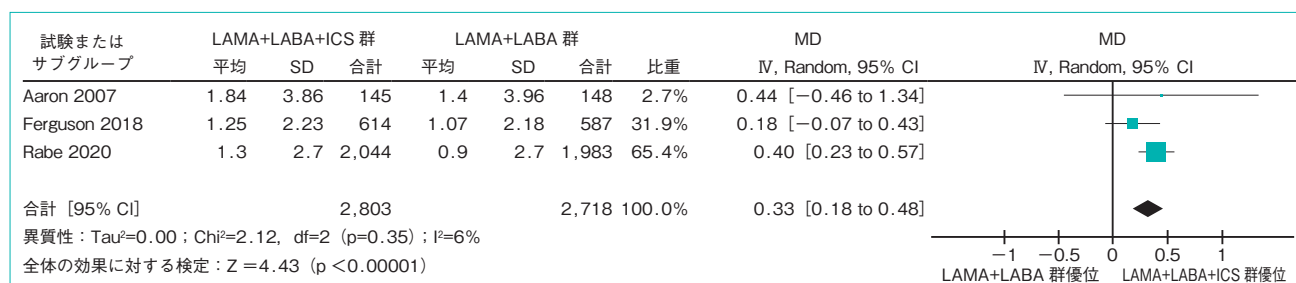 試験または サブグループ LAMA+LABA+ICS 群 LAMA+LABA 群 MD MD
平均 SD 合計 平均 SD 合計 比重 Ⅳ, Random, 95% CI Ⅳ, Random, 95% CI
Aaron 2007 1.84 3.86 145 1.4 3.96 148 2.7% 0.44 [−0.46 to 1.34]
Ferguson 2018 1.25 2.23 614 1.07 2.18 587 31.9% 0.18 [−0.07 to 0.43]
Rabe 2020 1.3 2.7 2,044 0.9 2.7 1,983 65.4% 0.40 [0.23 to 0.57]
合計 [95% CI] 2,803 2,718 100.0% 0.33 [0.18 to 0.48]
異質性：Tau²=0.00；Chi²=2.12, df=2（p=0.35）；I²=6%
全体の効果に対する検定：Z =4.43（p <0.00001）
−1 −0.5 0 0.5 1
LAMA+LABA 群優位 LAMA+LABA+ICS 群優位